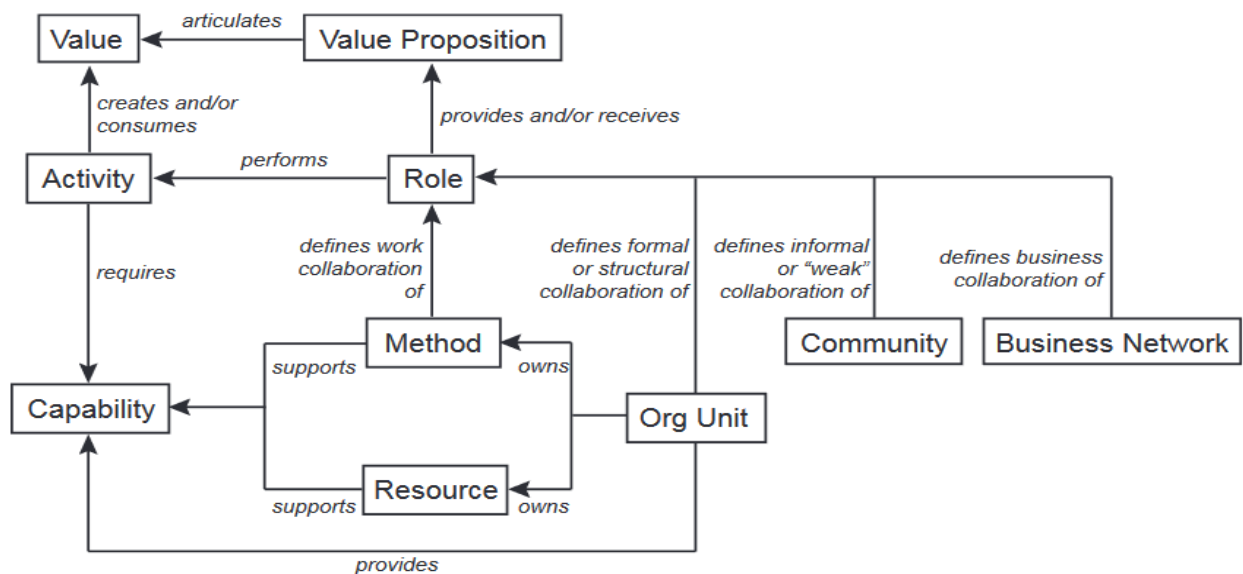 articulates
Value
Value Proposition
creates and/or
consumes
provides and/or receives
performs
Activity
Role
defines work
collaboration
of
defines formal
or structural
collaboration of
defines informal
or “weak”
collaboration of
defines business
collaboration of
requires
Method
Community
Business Network
supports
owns
Capability
Org Unit
Resource
supports
owns
provides